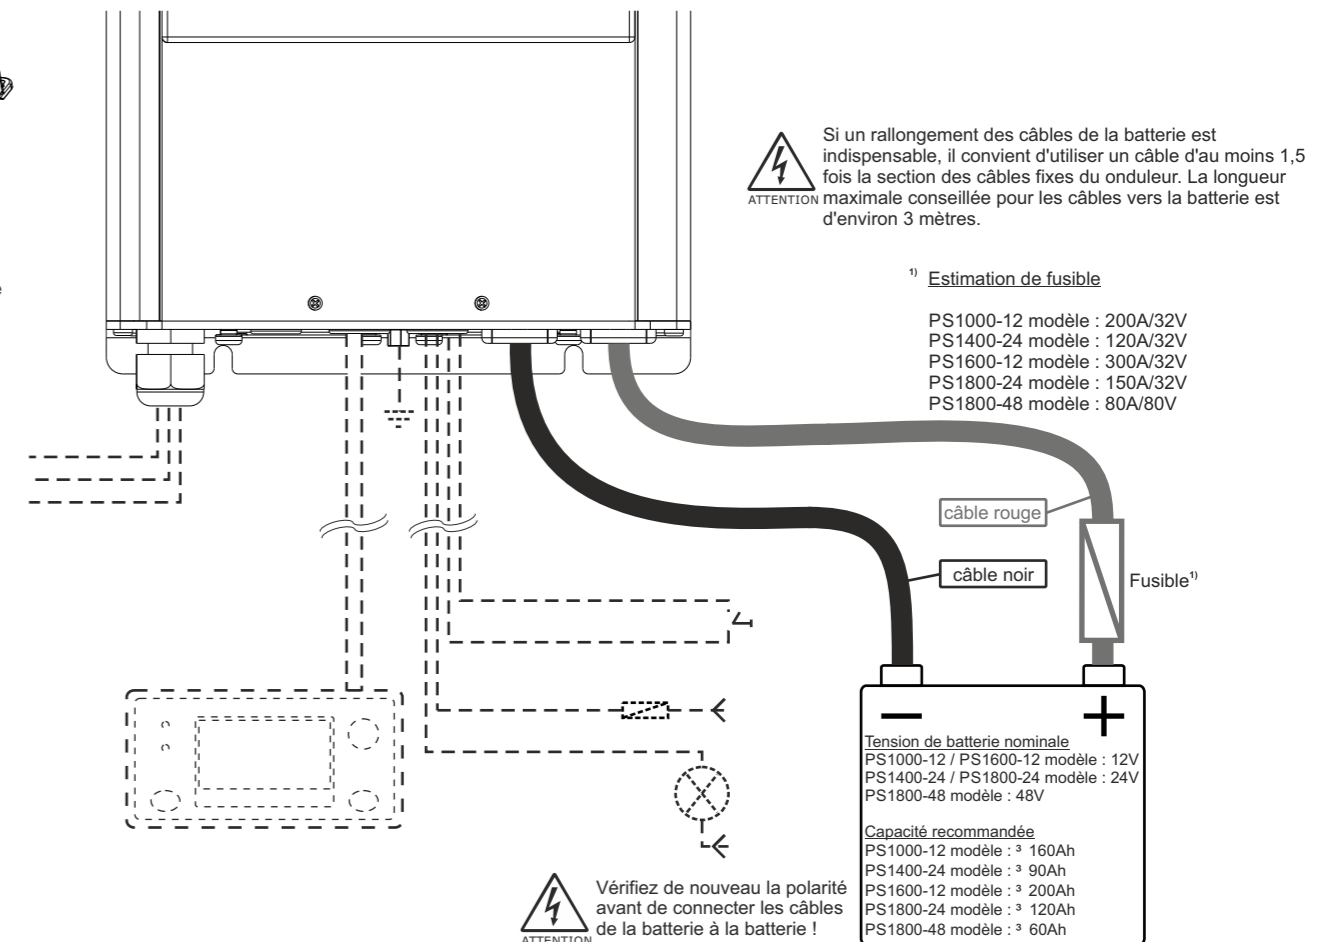 Si un rallongement des câbles de la batterie est
indispensable, il convient d'utiliser un câble d'au moins 1,5
fois la section des câbles fixes du onduleur. La longueur
maximale conseillée pour les câbles vers la batterie est
d'environ 3 mètres.
ATTENTION
¹⁾ Estimation de fusible
PS1000-12 modèle : 200A/32V
PS1400-24 modèle : 120A/32V
PS1600-12 modèle : 300A/32V
PS1800-24 modèle : 150A/32V
PS1800-48 modèle : 80A/80V
câble rouge
câble noir
Fusible¹⁾
Tension de batterie nominale
PS1000-12 / PS1600-12 modèle : 12V
PS1400-24 / PS1800-24 modèle : 24V
PS1800-48 modèle : 48V
Capacité recommandée
PS1000-12 modèle : ³ 160Ah
PS1400-24 modèle : ³ 90Ah
PS1600-12 modèle : ³ 200Ah
PS1800-24 modèle : ³ 120Ah
PS1800-48 modèle : ³ 60Ah
Vérifiez de nouveau la polarité
avant de connecter les câbles
de la batterie à la batterie !
ATTENTION